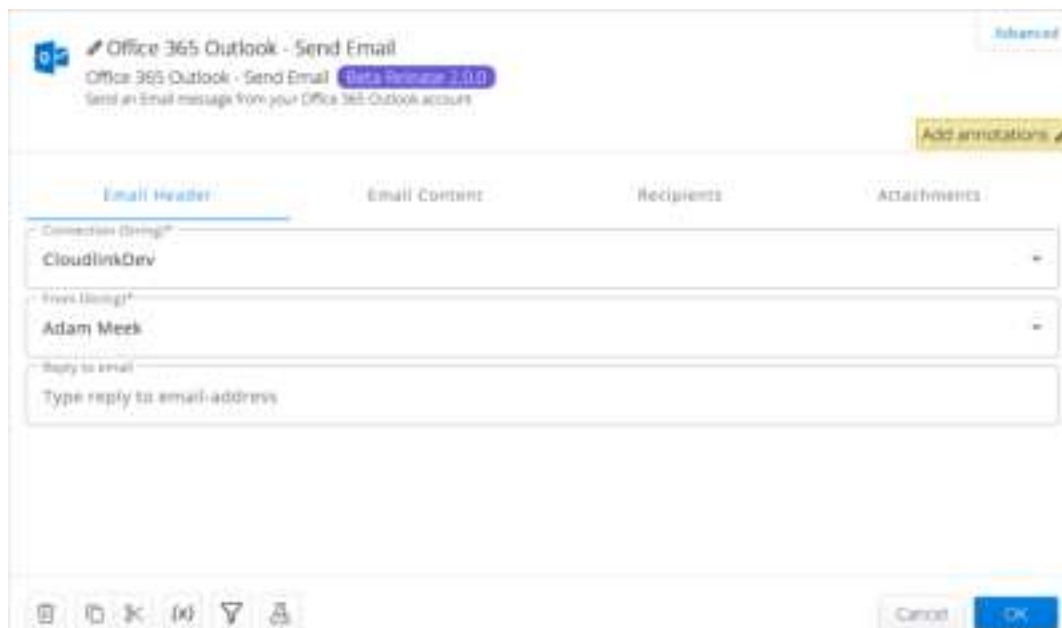 Advanced
Office 365 Outlook - Send Email
Office 365 Outlook - Send Email Beta Release 2.0.0
Send an Email message from your Office 365 Outlook account
Add annotations
Email Header Email Content Recipients Attachments
Connection (String)*
CloudlinkDev
From (String)*
Adam Meek
Reply to email
Type reply to email-address
{x}
Cancel OK